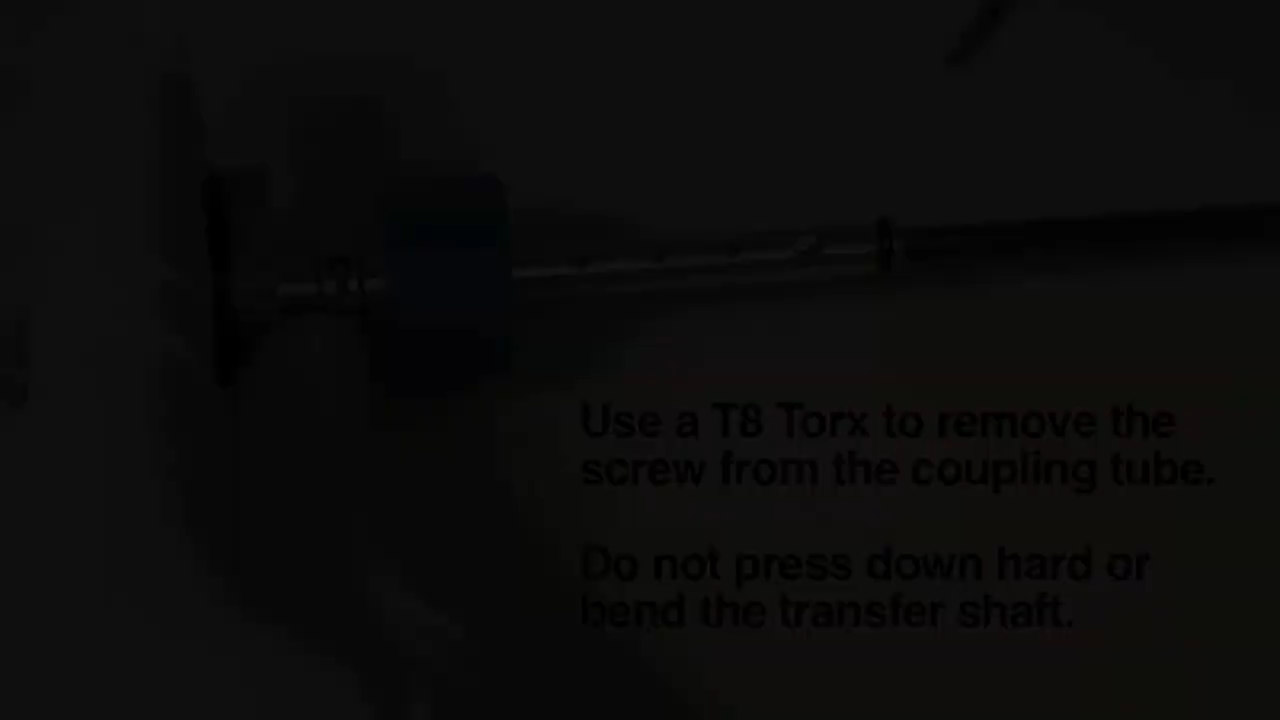 Use a T8 Torx to remove the
screw from the coupling tube.
Do not press down hard or
bend the transfer shaft.